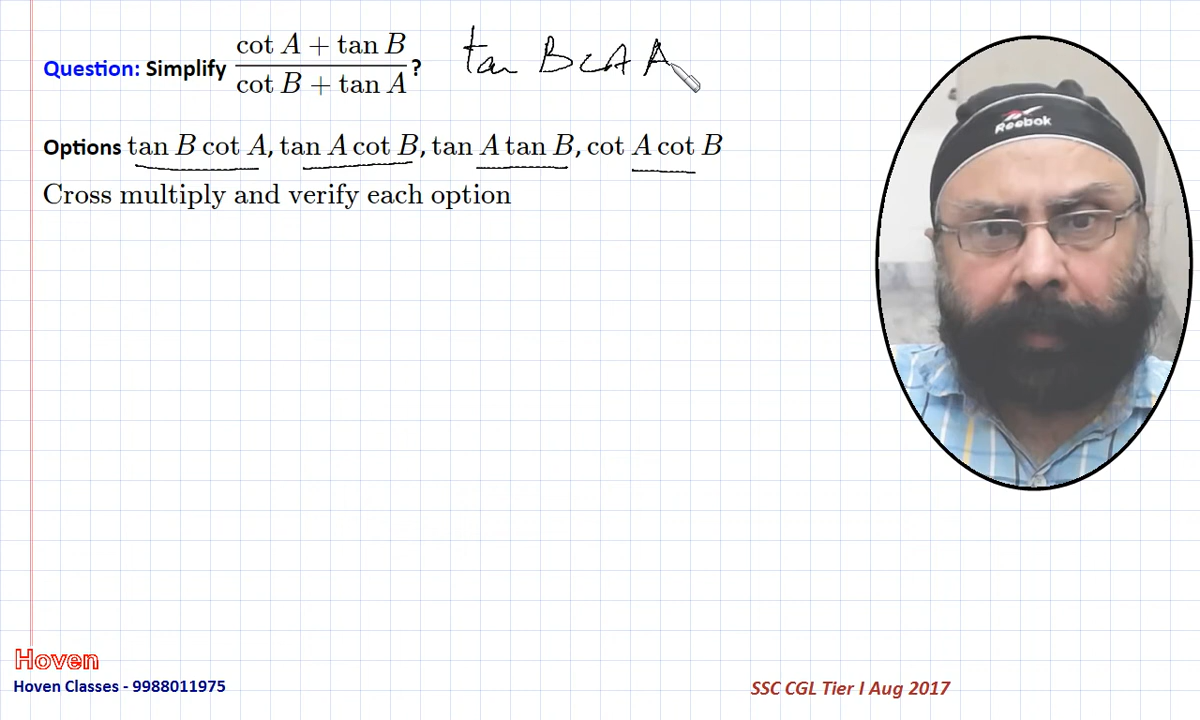 Question: Simplify (cot A + tan B)/(cot B + tan A)? tan B cot A
Options tan B cot A, tan A cot B, tan A tan B, cot A cot B
Cross multiply and verify each option
Reebok
Hoven
Hoven Classes - 9988011975
SSC CGL Tier I Aug 2017